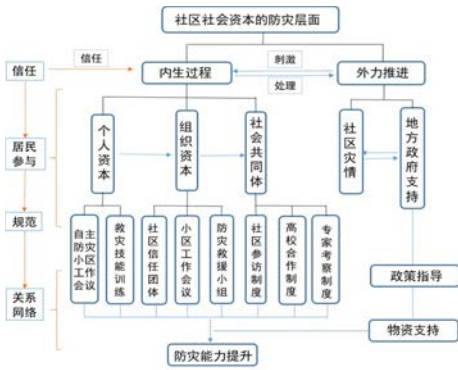 社区社会资本的防灾层面
信任
信任
内生过程
刺激
处理
外力推进
居民
参与
个人资本
组织资本
社会共同体
社区灾情
地方政府支持
规范
自主
防灾
小区
工作
会议
救灾技能训练
社区信任团体
小区工作会议
防灾救援小组
社区参访制度
高校合作制度
专家考察制度
政策指导
关系
网络
物资支持
防灾能力提升